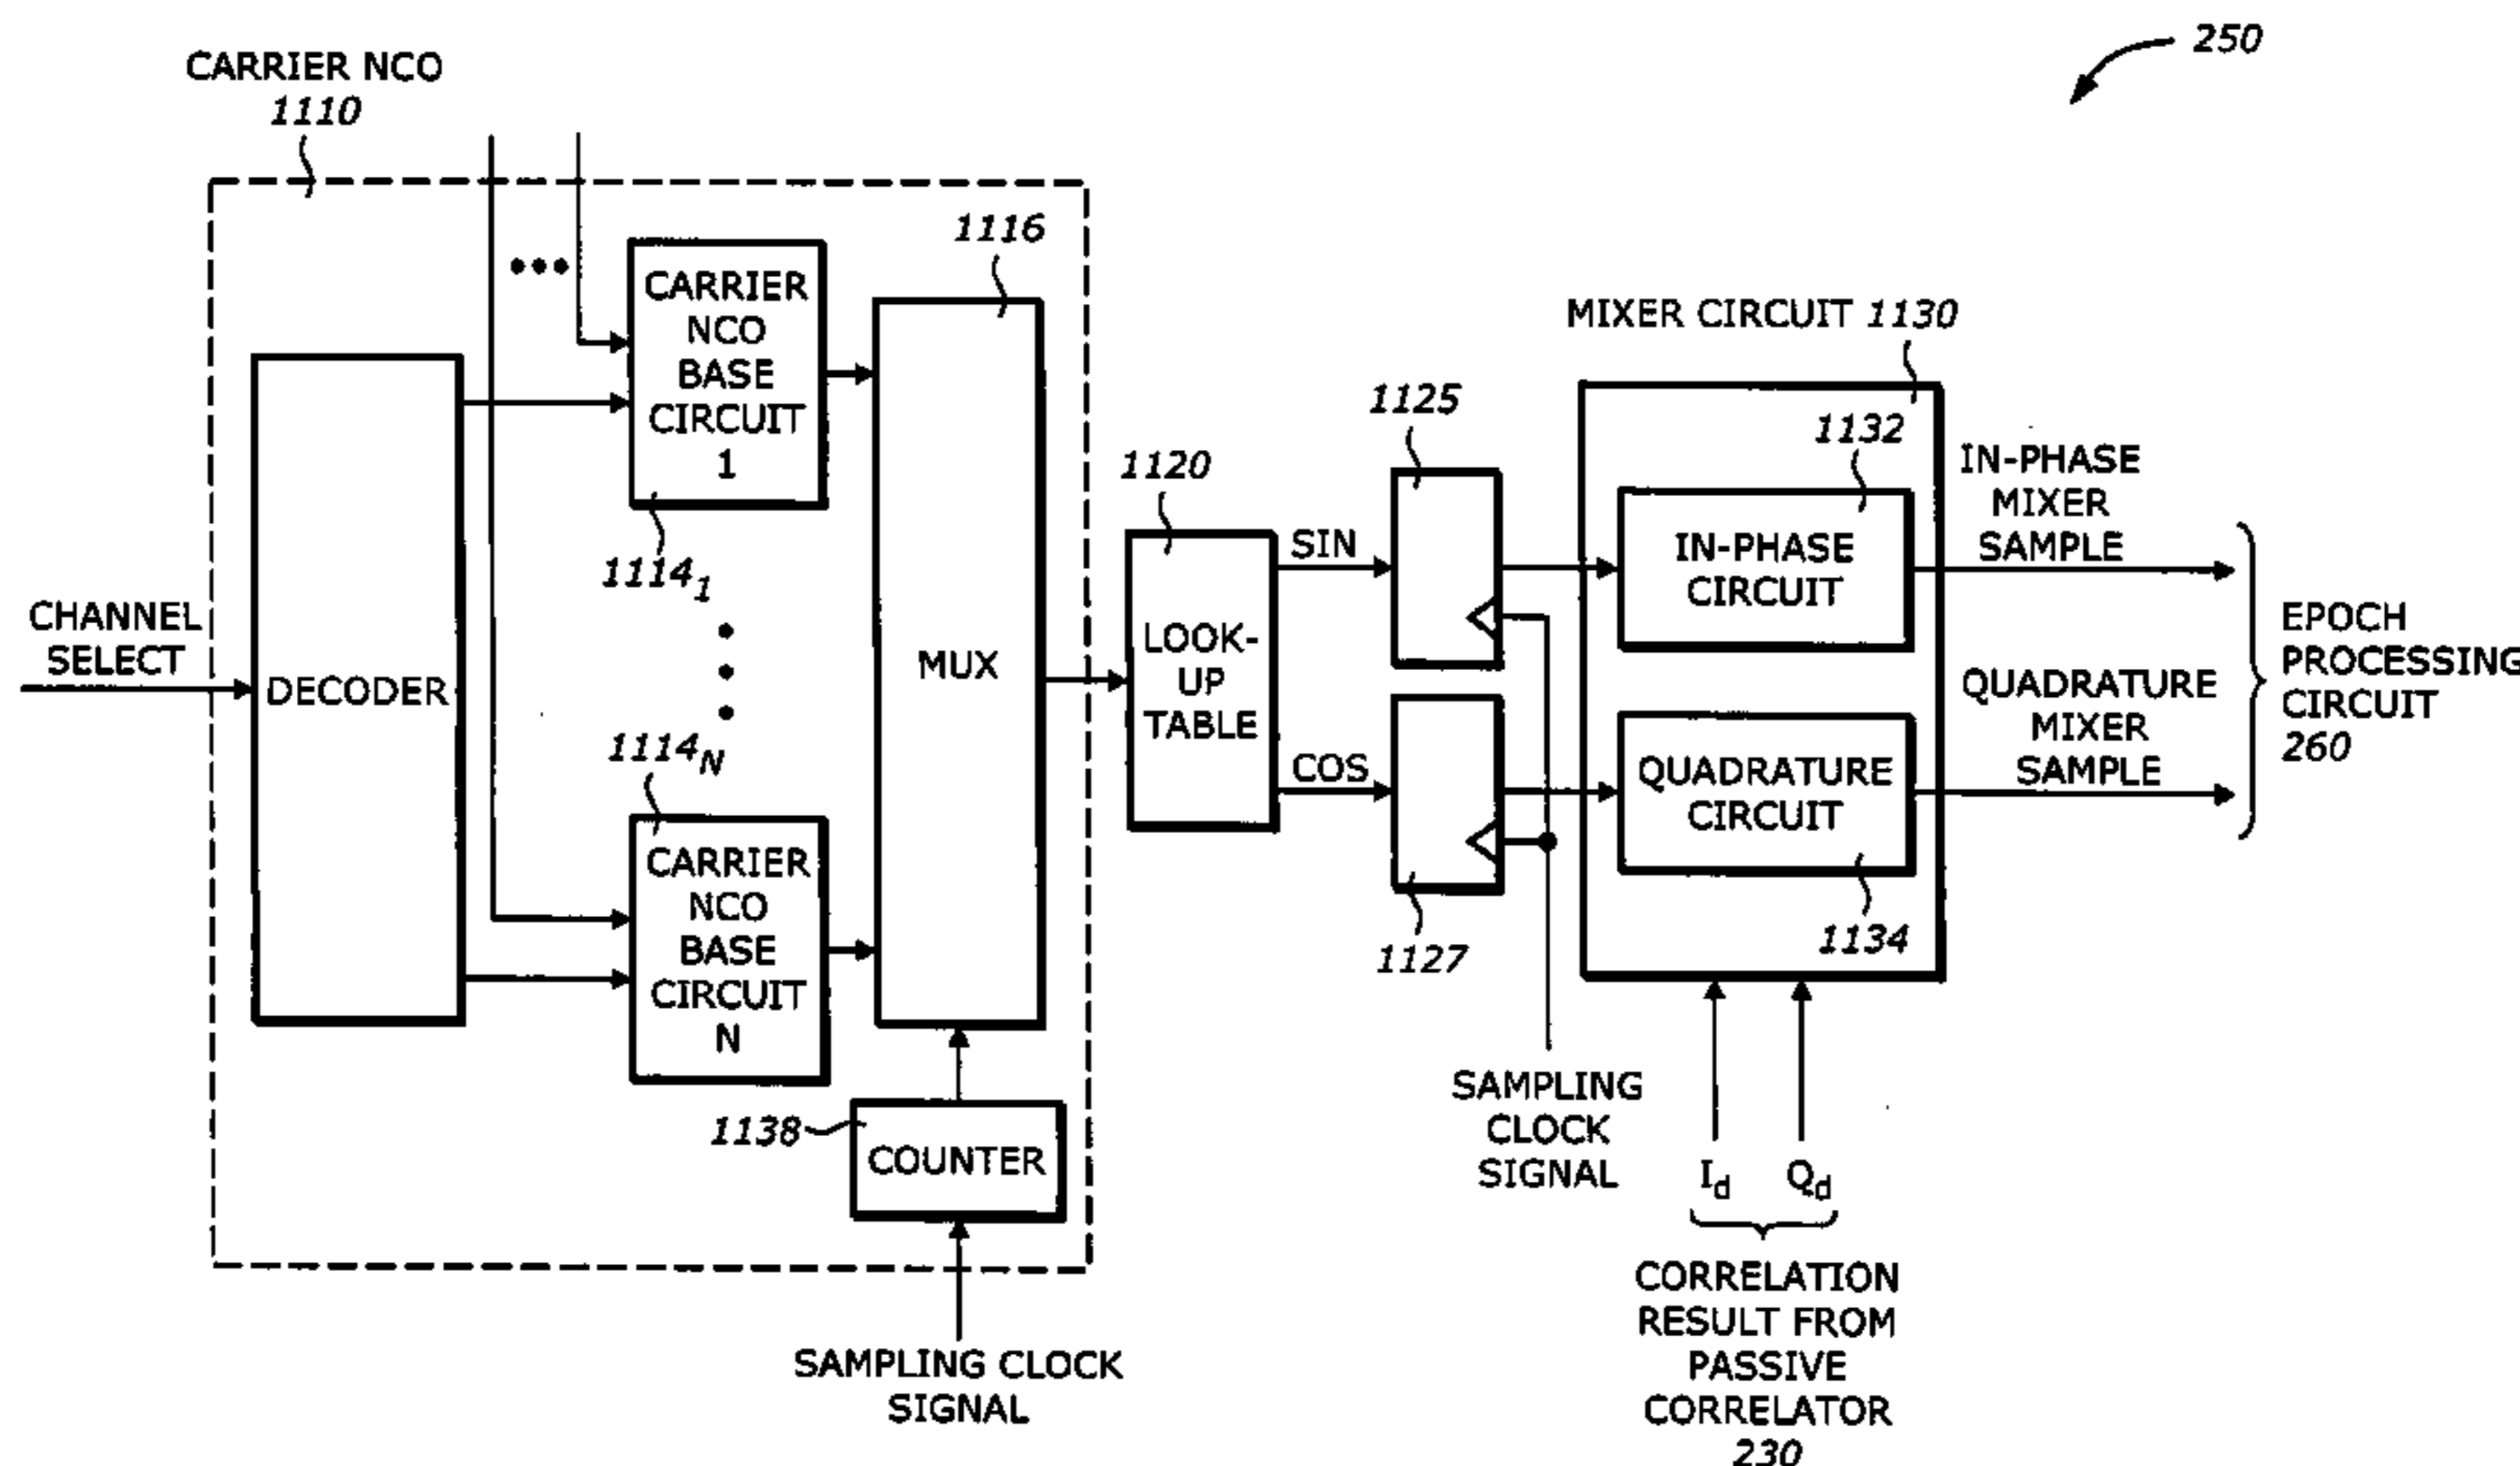 250
CARRIER NCO
1110
1116
CARRIER
NCO
BASE
CIRCUIT
1
1114₁
CHANNEL
SELECT
DECODER
MUX
1114N
CARRIER
NCO
BASE
CIRCUIT
N
1138
COUNTER
SAMPLING CLOCK
SIGNAL
1120
LOOK-
UP
TABLE
SIN
COS
1125
1127
SAMPLING
CLOCK
SIGNAL
MIXER CIRCUIT 1130
1132
IN-PHASE
CIRCUIT
QUADRATURE
CIRCUIT
1134
IN-PHASE
MIXER
SAMPLE
QUADRATURE
MIXER
SAMPLE
EPOCH
PROCESSING
CIRCUIT
260
Id Qd
CORRELATION
RESULT FROM
PASSIVE
CORRELATOR
230